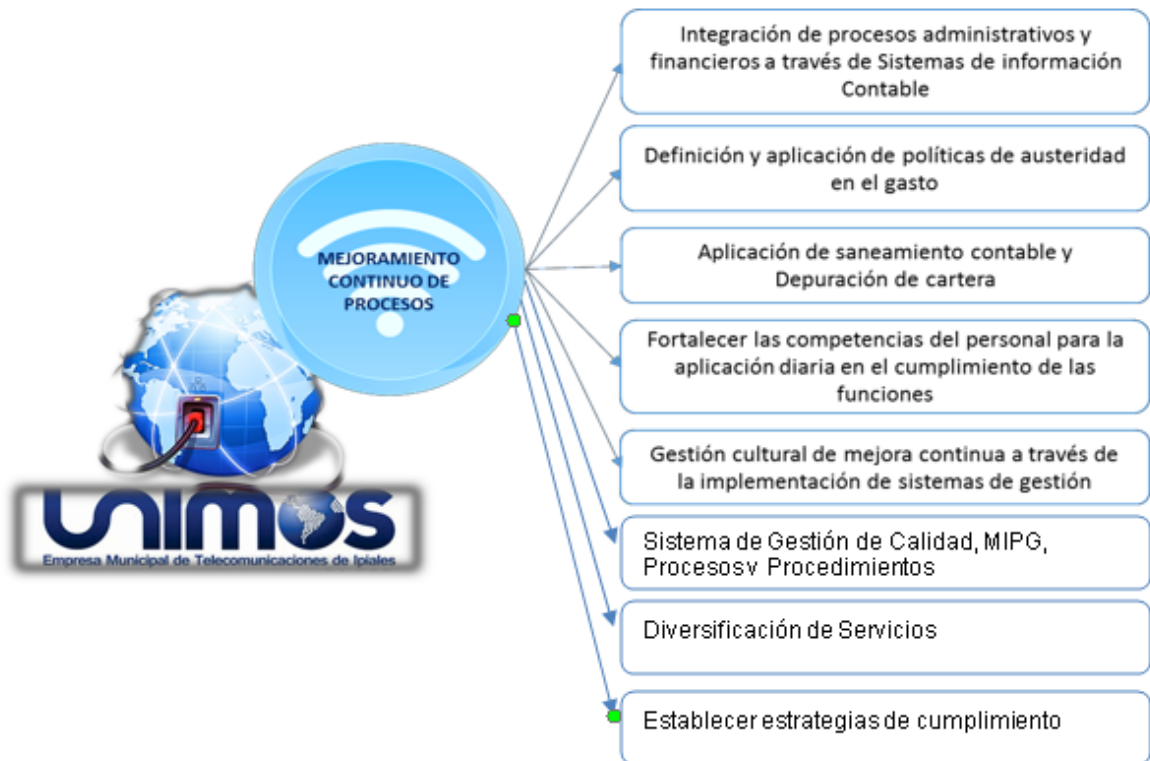 MEJORAMIENTO
CONTINUO DE
PROCESOS
UNIMOS
Empresa Municipal de Telecomunicaciones de Ipiales
Integración de procesos administrativos y
financieros a través de Sistemas de información
Contable
Definición y aplicación de políticas de austeridad
en el gasto
Aplicación de saneamiento contable y
Depuración de cartera
Fortalecer las competencias del personal para la
aplicación diaria en el cumplimiento de las
funciones
Gestión cultural de mejora continua a través de
la implementación de sistemas de gestión
Sistema de Gestión de Calidad, MIPG,
Procesos y Procedimientos
Diversificación de Servicios
Establecer estrategias de cumplimiento